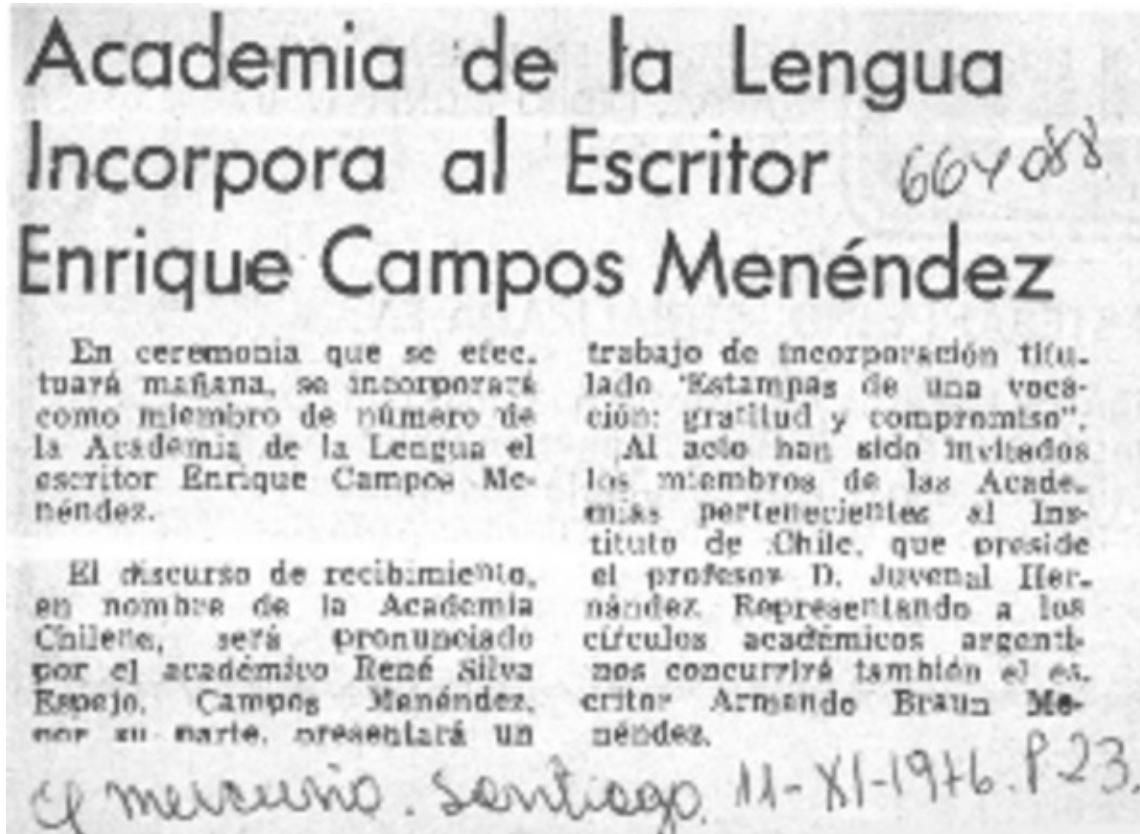 Academia de la Lengua
Incorpora al Escritor
664088
Enrique Campos Menéndez
En ceremonia que se efec-
tuará mañana, se incorporará
como miembro de número de
la Academia de la Lengua el
escritor Enrique Campos Me-
néndez.
El discurso de recibimiento,
en nombre de la Academia
Chilena, será pronunciado
por el académico René Silva
Espejo. Campos Menéndez,
por su parte, presentará un
trabajo de incorporación titu-
lado "Estampas de una voca-
ción: gratitud y compromiso".
Al acto han sido invitados
los miembros de las Acade-
mias pertenecientes al Ins-
tituto de Chile, que preside
el profesor D. Juvenal Her-
nández. Representando a los
círculos académicos argenti-
nos concurrirá también el es-
critor Armando Braun Me-
néndez.
El mercurio. Santiago, 11-XI-1976. P.23.